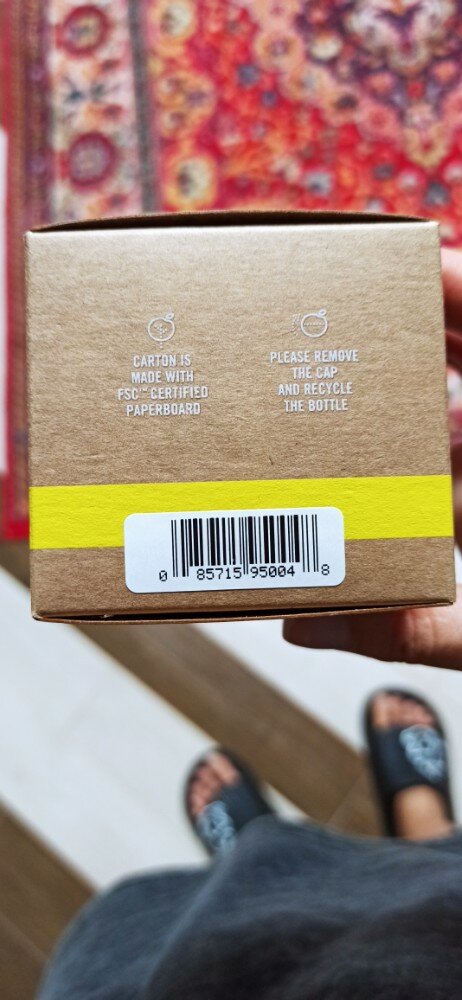 CARTON IS
MADE WITH
FSC™ CERTIFIED
PAPERBOARD
PLEASE REMOVE
THE CAP
AND RECYCLE
THE BOTTLE
0 85715 95004 8